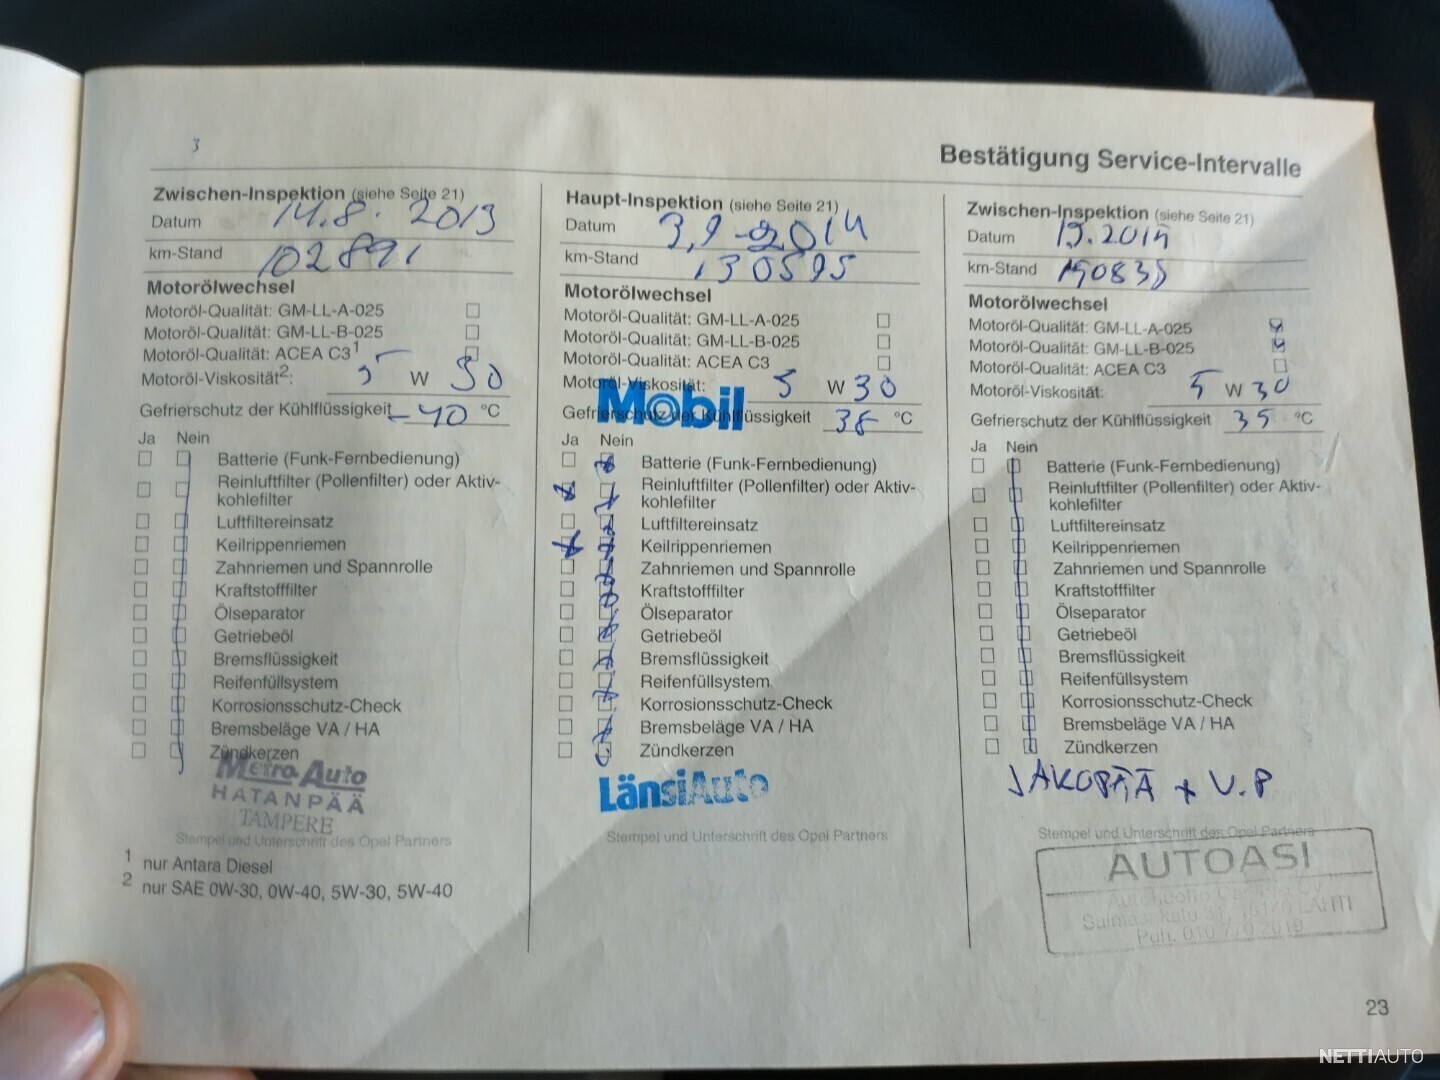 3
Bestätigung Service-Intervalle
Zwischen-Inspektion (siehe Seite 21)
Datum 14.8. 2013
km-Stand 102891
Motorölwechsel
Motoröl-Qualität: GM-LL-A-025
Motoröl-Qualität: GM-LL-B-025
Motoröl-Qualität: ACEA C3¹
Motoröl-Viskosität²: 5 W 30
Gefrierschutz der Kühlflüssigkeit -40 °C
Ja Nein
Batterie (Funk-Fernbedienung)
Reinluftfilter (Pollenfilter) oder Aktiv-
kohlefilter
Luftfiltereinsatz
Keilrippenriemen
Zahnriemen und Spannrolle
Kraftstofffilter
Ölseparator
Getriebeöl
Bremsflüssigkeit
Reifenfüllsystem
Korrosionsschutz-Check
Bremsbeläge VA / HA
Zündkerzen
Metro Auto
HATANPÄÄ
TAMPERE
Stempel und Unterschrift des Opel Partners
1 nur Antara Diesel
2 nur SAE 0W-30, 0W-40, 5W-30, 5W-40
Haupt-Inspektion (siehe Seite 21)
Datum 3,9-2014
km-Stand 130595
Motorölwechsel
Motoröl-Qualität: GM-LL-A-025
Motoröl-Qualität: GM-LL-B-025
Motoröl-Qualität: ACEA C3
Motoröl-Viskosität: 5 W 30
Mobil
Gefrierschutz der Kühlflüssigkeit 38 °C
Ja Nein
Batterie (Funk-Fernbedienung)
Reinluftfilter (Pollenfilter) oder Aktiv-
kohlefilter
Luftfiltereinsatz
Keilrippenriemen
Zahnriemen und Spannrolle
Kraftstofffilter
Ölseparator
Getriebeöl
Bremsflüssigkeit
Reifenfüllsystem
Korrosionsschutz-Check
Bremsbeläge VA / HA
Zündkerzen
LänsiAuto
Stempel und Unterschrift des Opel Partners
Zwischen-Inspektion (siehe Seite 21)
Datum
km-Stand
Motorölwechsel
Motoröl-Qualität: GM-LL-A-025
Motoröl-Qualität: GM-LL-B-025
Motoröl-Qualität: ACEA C3
Motoröl-Viskosität: 5 W 30
Gefrierschutz der Kühlflüssigkeit 35 °C
Ja Nein
Batterie (Funk-Fernbedienung)
Reinluftfilter (Pollenfilter) oder Aktiv-
kohlefilter
Luftfiltereinsatz
Keilrippenriemen
Zahnriemen und Spannrolle
Kraftstofffilter
Ölseparator
Getriebeöl
Bremsflüssigkeit
Reifenfüllsystem
Korrosionsschutz-Check
Bremsbeläge VA / HA
Zündkerzen
JAKOPÄÄ + V.P
Stempel und Unterschrift des Opel Partners
AUTOASI
LAHTI
Puh. 010 770 2019
23
NETTIAUTO